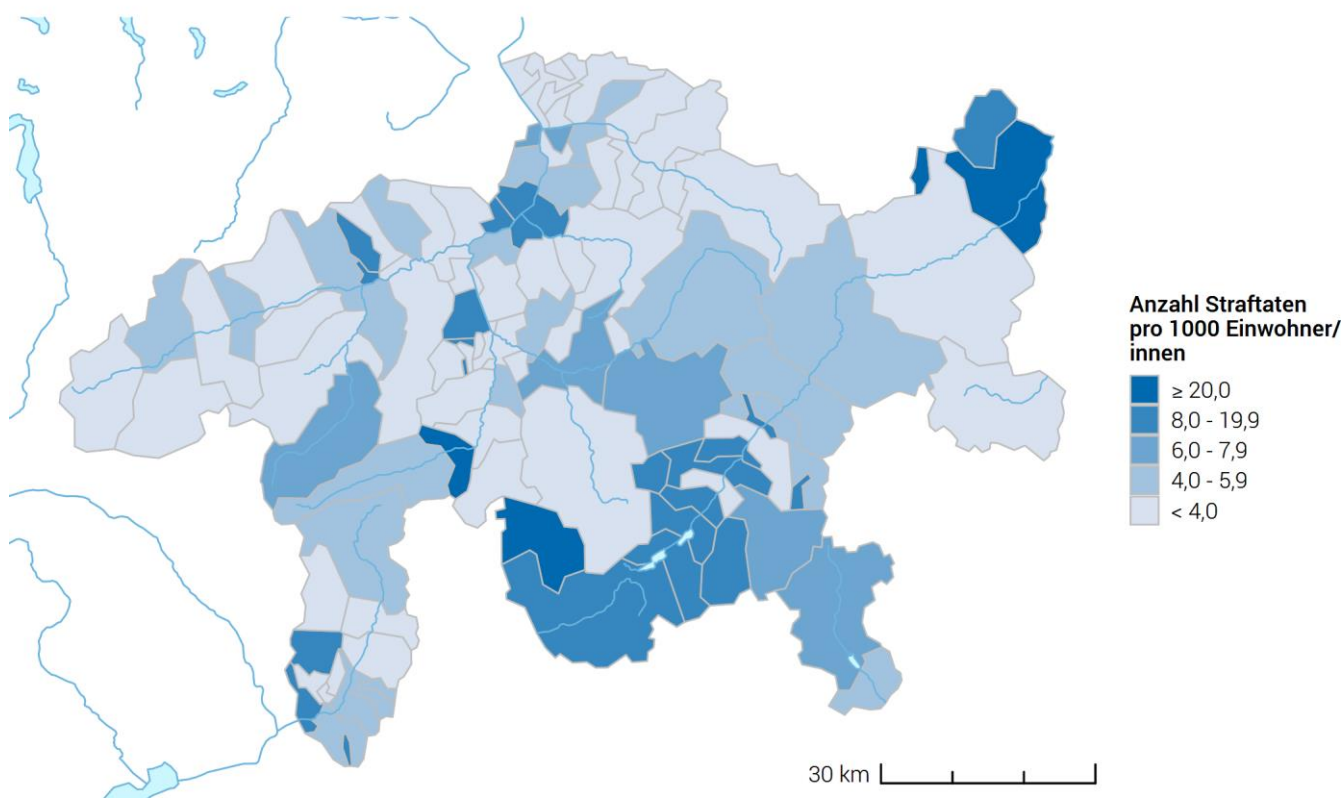 Anzahl Straftaten
pro 1000 Einwohner/
innen
≥ 20,0
8,0 - 19,9
6,0 - 7,9
4,0 - 5,9
< 4,0
30 km